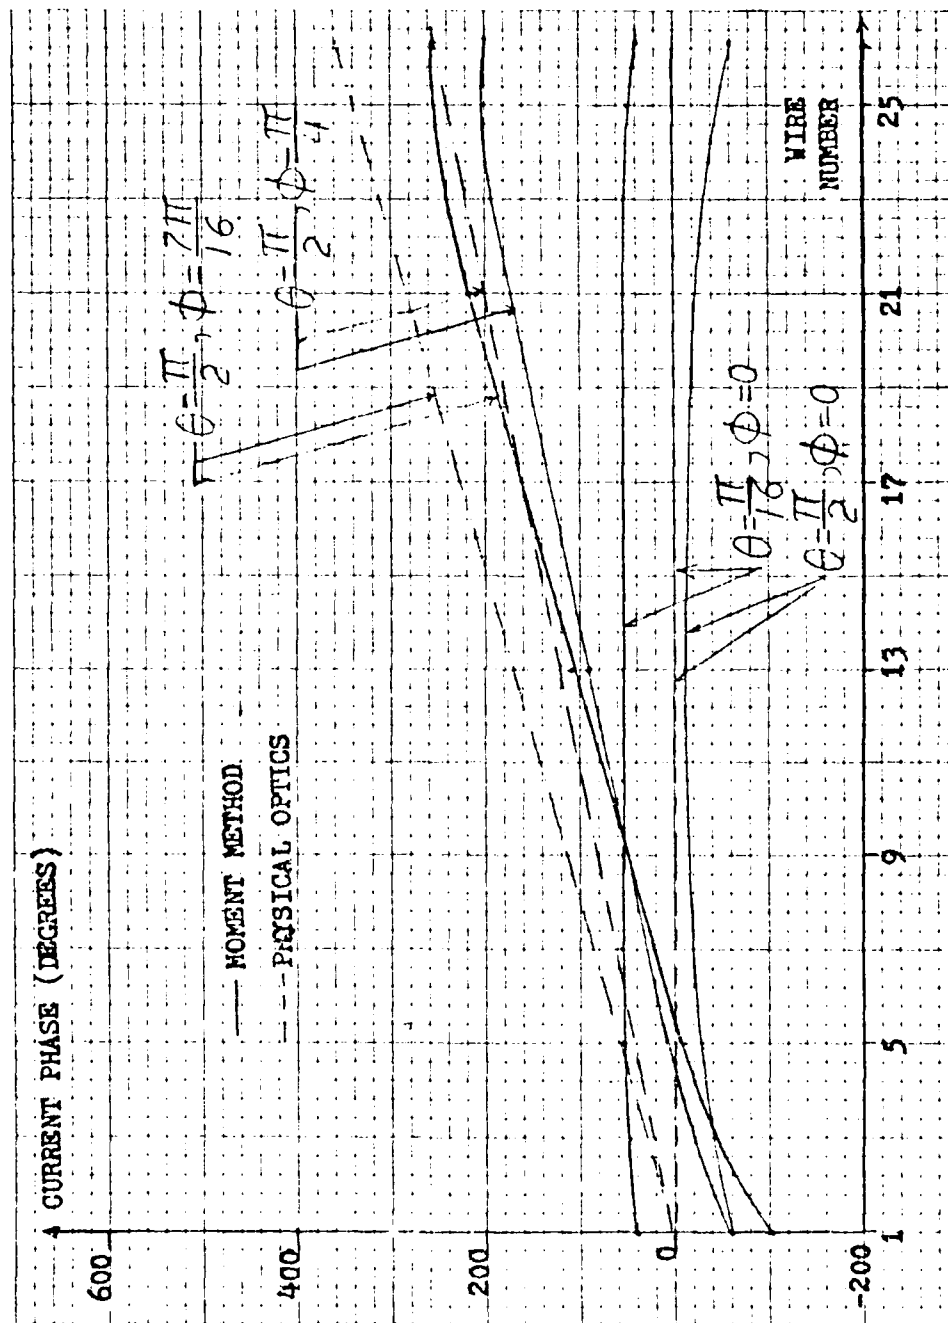 CURRENT PHASE (DEGREES)
600
400
200
0
-200
—— MOMENT METHOD
--- PHYSICAL OPTICS
θ=π/2, φ=7π/16
θ=π/2, φ=π/4
θ=π/16, φ=0
θ=π/2, φ=0
1 5 9 13 17 21 25
WIRE
NUMBER